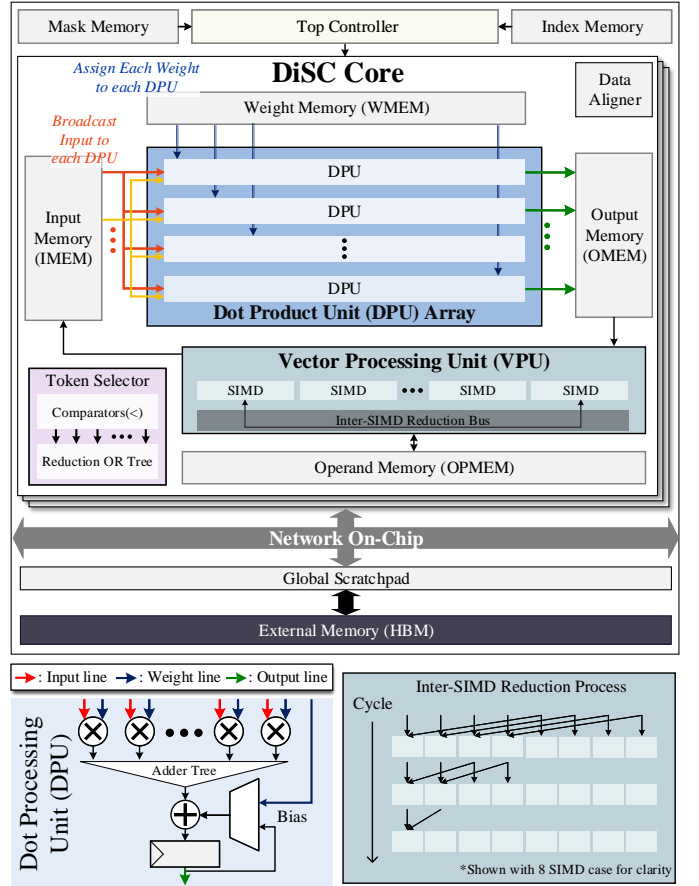 Mask Memory
Top Controller
Index Memory
DiSC Core
Assign Each Weight
to each DPU
Data
Aligner
Weight Memory (WMEM)
Broadcast
Input to
each DPU
DPU
DPU
DPU
Input
Memory
(IMEM)
Output
Memory
(OMEM)
Dot Product Unit (DPU) Array
Vector Processing Unit (VPU)
SIMD
SIMD
SIMD
SIMD
Inter-SIMD Reduction Bus
Token Selector
Comparators(<)
Reduction OR Tree
Operand Memory (OPMEM)
Network On-Chip
Global Scratchpad
External Memory (HBM)
: Input line
: Weight line
: Output line
Dot Processing
Unit (DPU)
Adder Tree
Bias
Inter-SIMD Reduction Process
Cycle
*Shown with 8 SIMD case for clarity